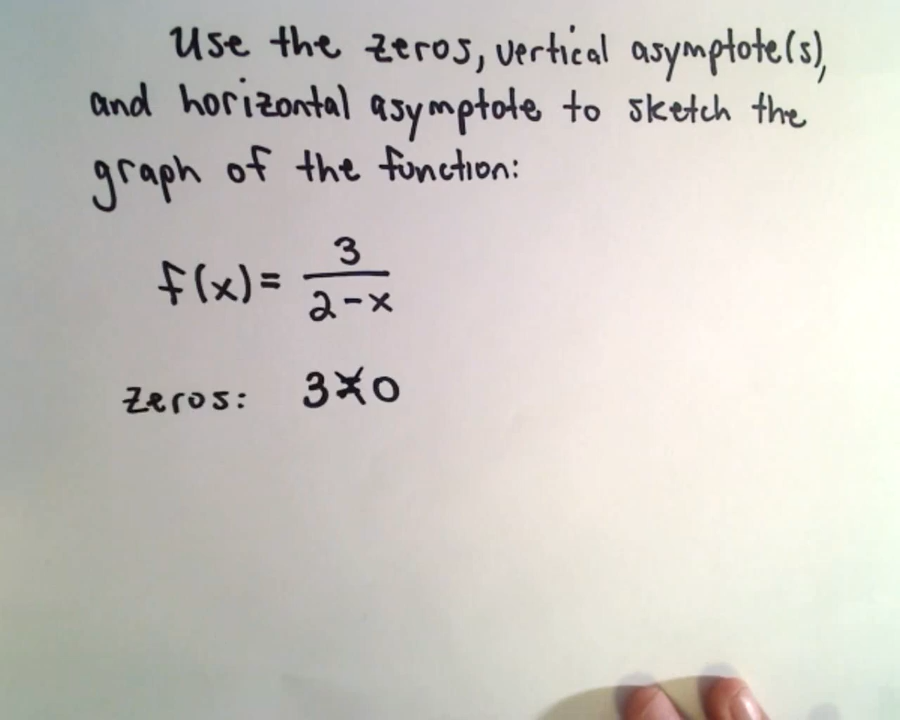 Use the zeros, vertical asymptote(s),
and horizontal asymptote to sketch the
graph of the function:
f(x) = 3/(2-x)
zeros: 3≠0